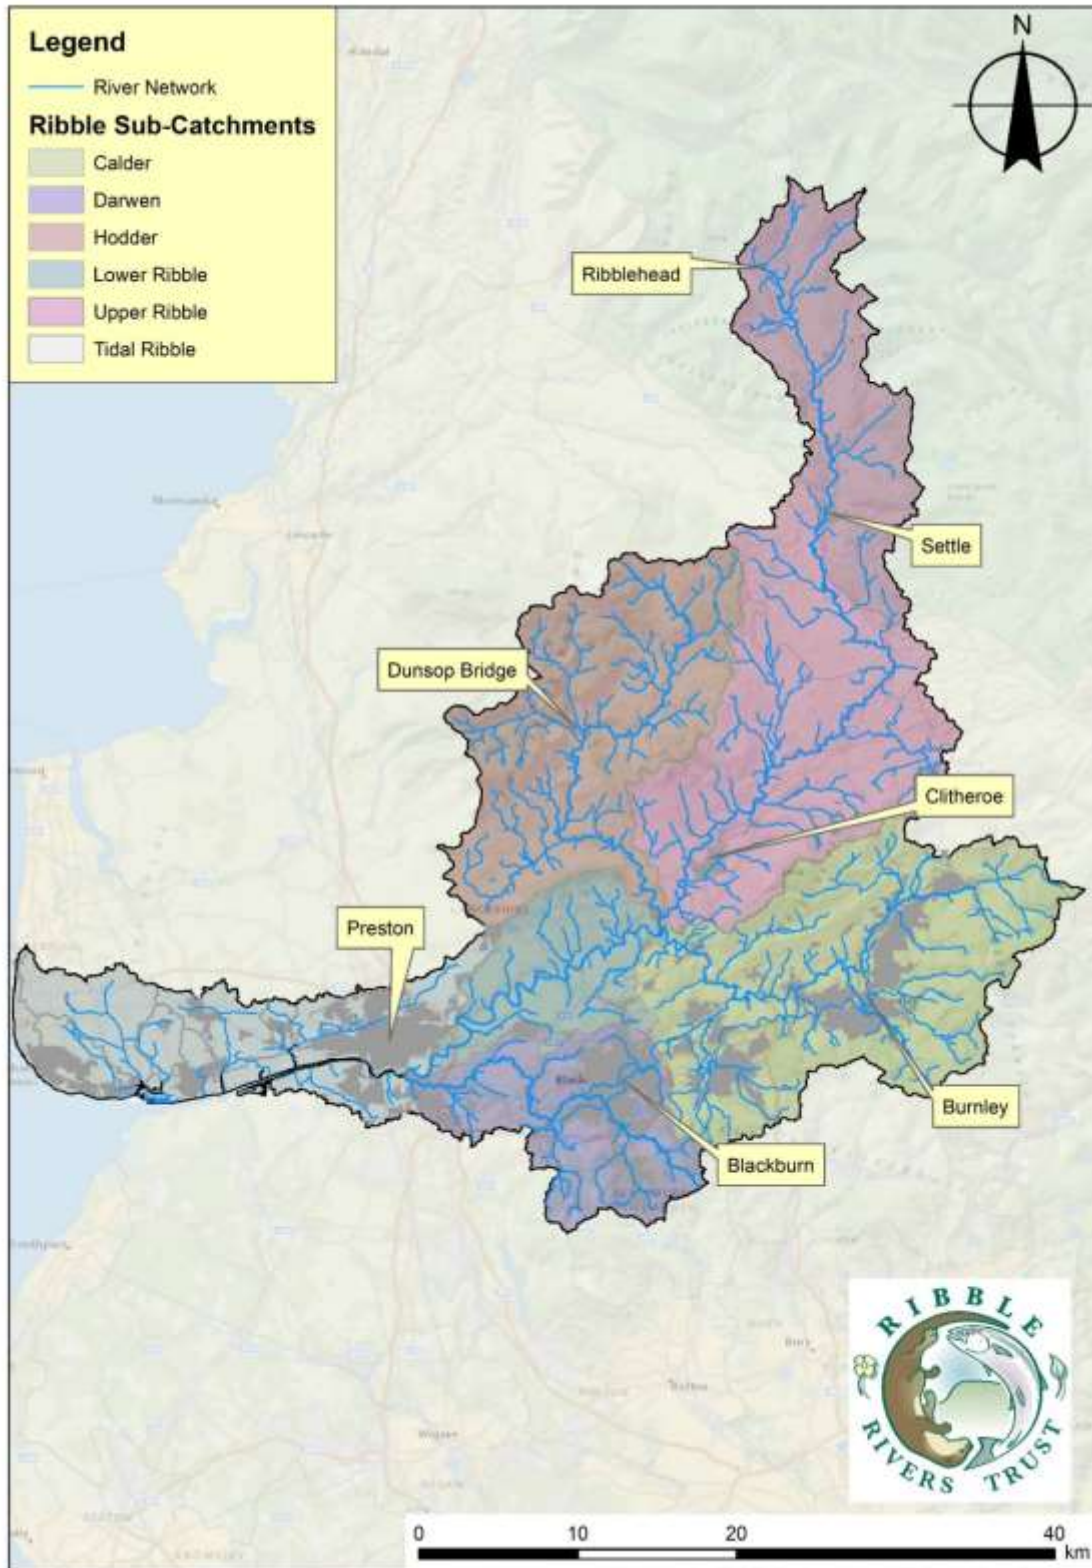 Legend
River Network
Ribble Sub-Catchments
Calder
Darwen
Hodder
Lower Ribble
Upper Ribble
Tidal Ribble
N
Ribblehead
Settle
Dunsop Bridge
Clitheroe
Preston
Burnley
Blackburn
RIBBLE
RIVERS TRUST
0 10 20 40
km